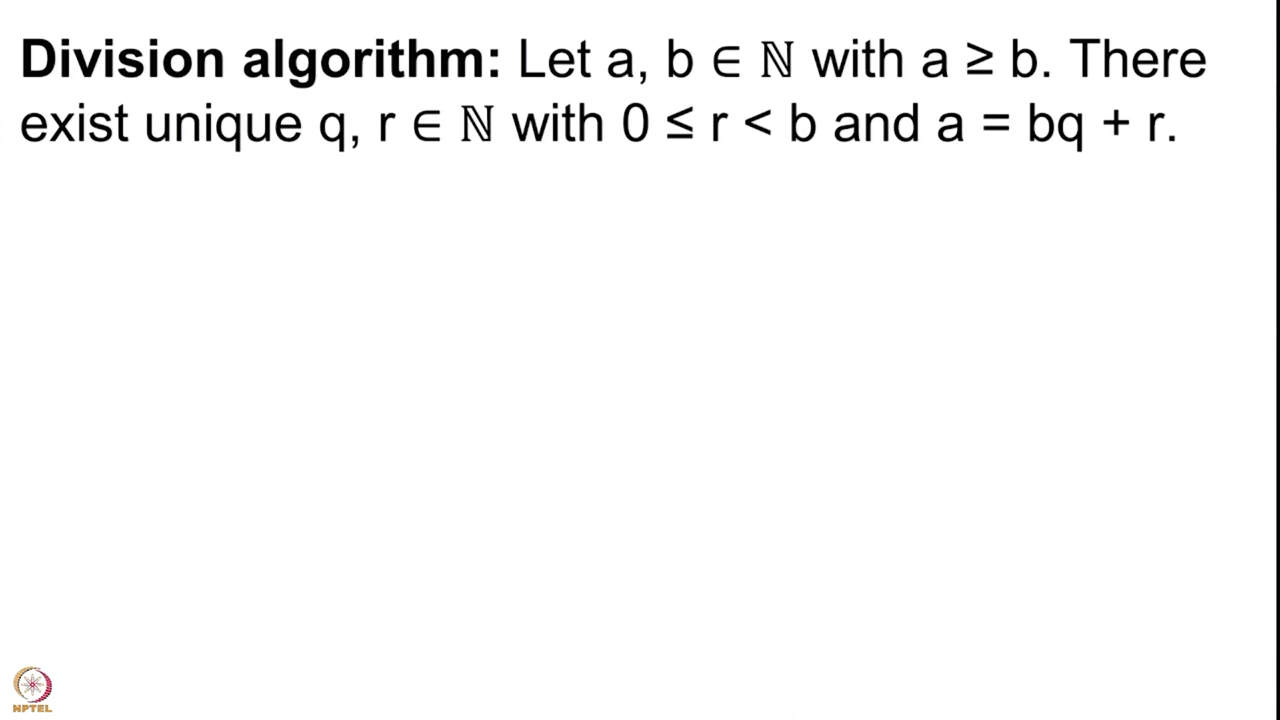 Division algorithm: Let a, b ∈ ℕ with a ≥ b. There
exist unique q, r ∈ ℕ with 0 ≤ r < b and a = bq + r.
NPTEL